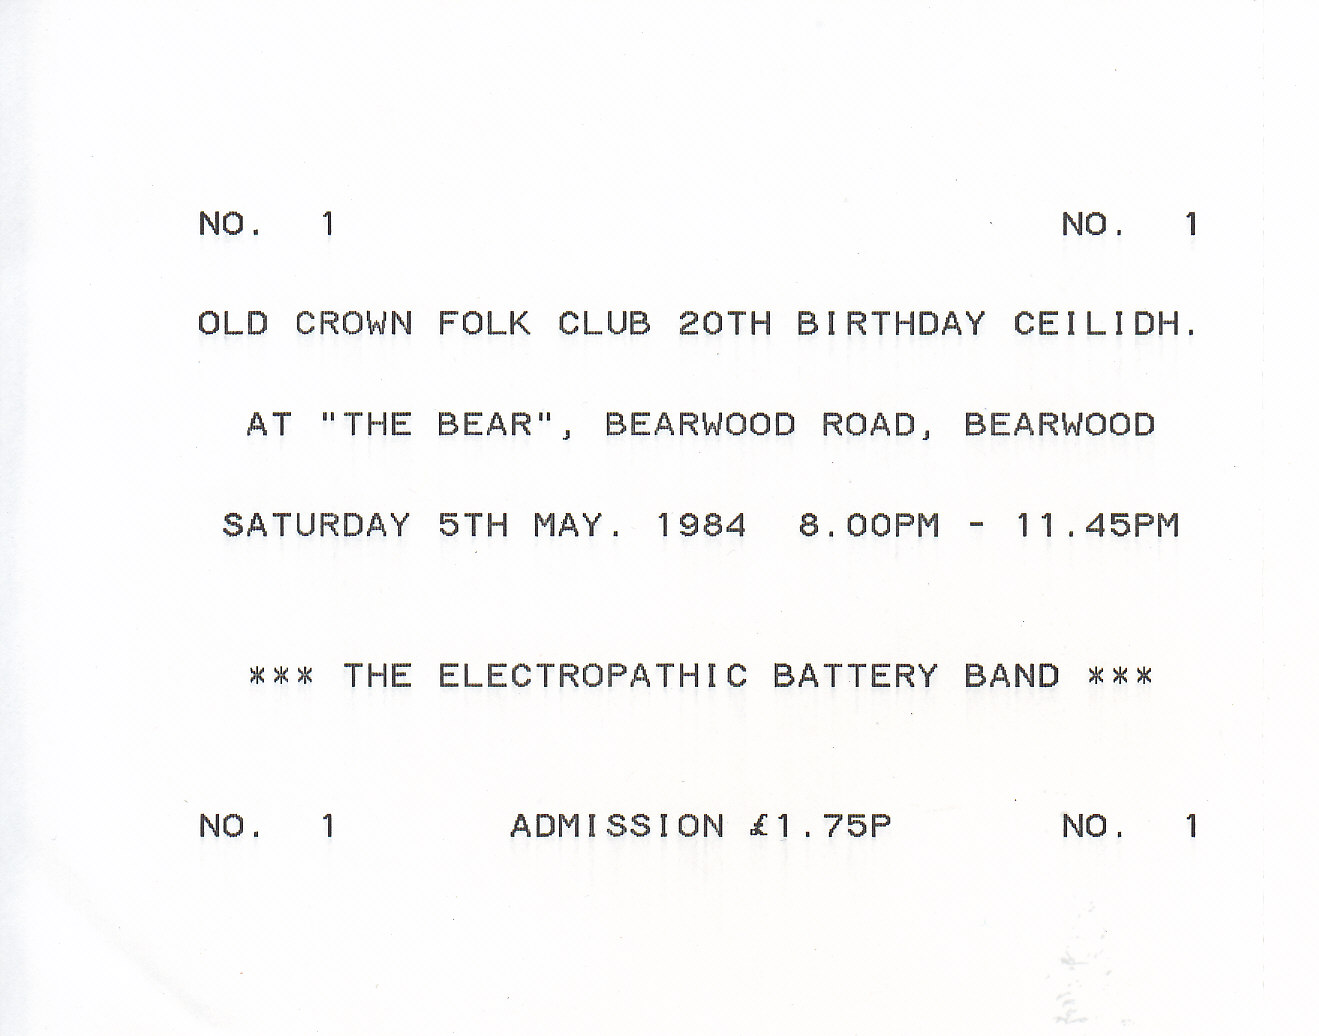 NO. 1 NO. 1
OLD CROWN FOLK CLUB 20TH BIRTHDAY CEILIDH.
AT "THE BEAR", BEARWOOD ROAD, BEARWOOD
SATURDAY 5TH MAY. 1984 8.00PM - 11.45PM
*** THE ELECTROPATHIC BATTERY BAND ***
NO. 1 ADMISSION £1.75P NO. 1